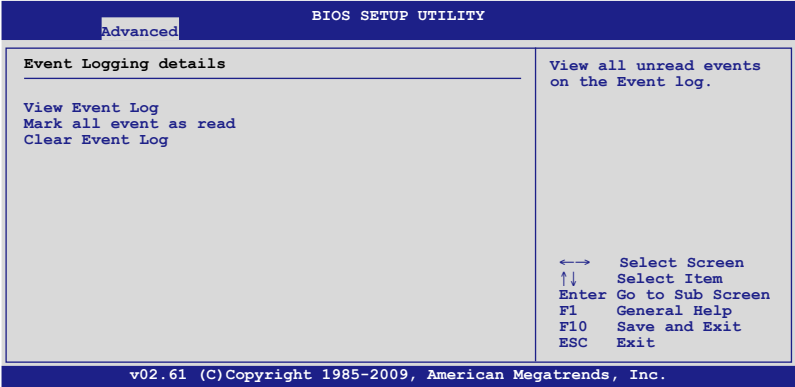 BIOS SETUP UTILITY
Advanced
Event Logging details
View Event Log
Mark all event as read
Clear Event Log
View all unread events
on the Event log.
←→ Select Screen
↑↓ Select Item
Enter Go to Sub Screen
F1 General Help
F10 Save and Exit
ESC Exit
v02.61 (C)Copyright 1985-2009, American Megatrends, Inc.